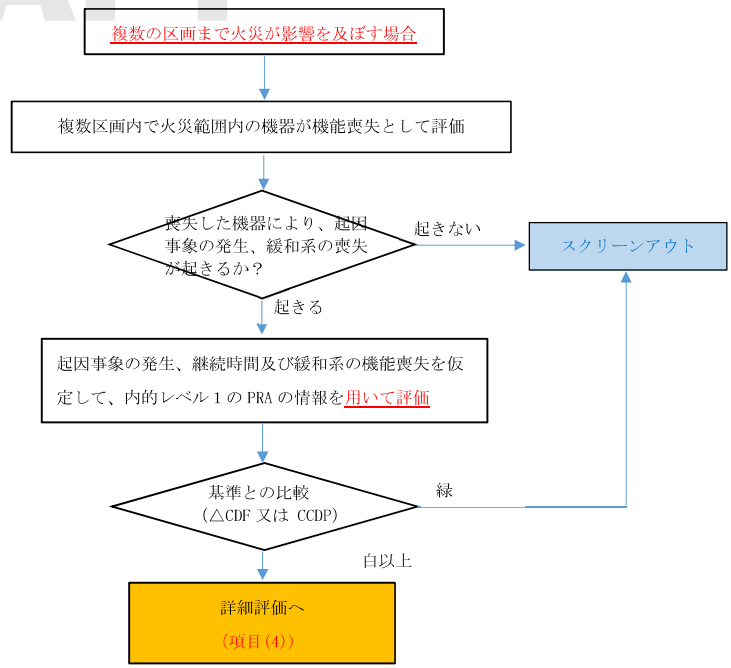 複数の区画まで火災が影響を及ぼす場合
複数区画内で火災範囲内の機器が機能喪失として評価
喪失した機器により、起因
事象の発生、緩和系の喪失
が起きるか？
起きない
スクリーンアウト
起きる
起因事象の発生、継続時間及び緩和系の機能喪失を仮
定して、内的レベル１の PRA の情報を用いて評価
基準との比較
（△CDF 又は CCDP）
緑
白以上
詳細評価へ
（項目(4)）